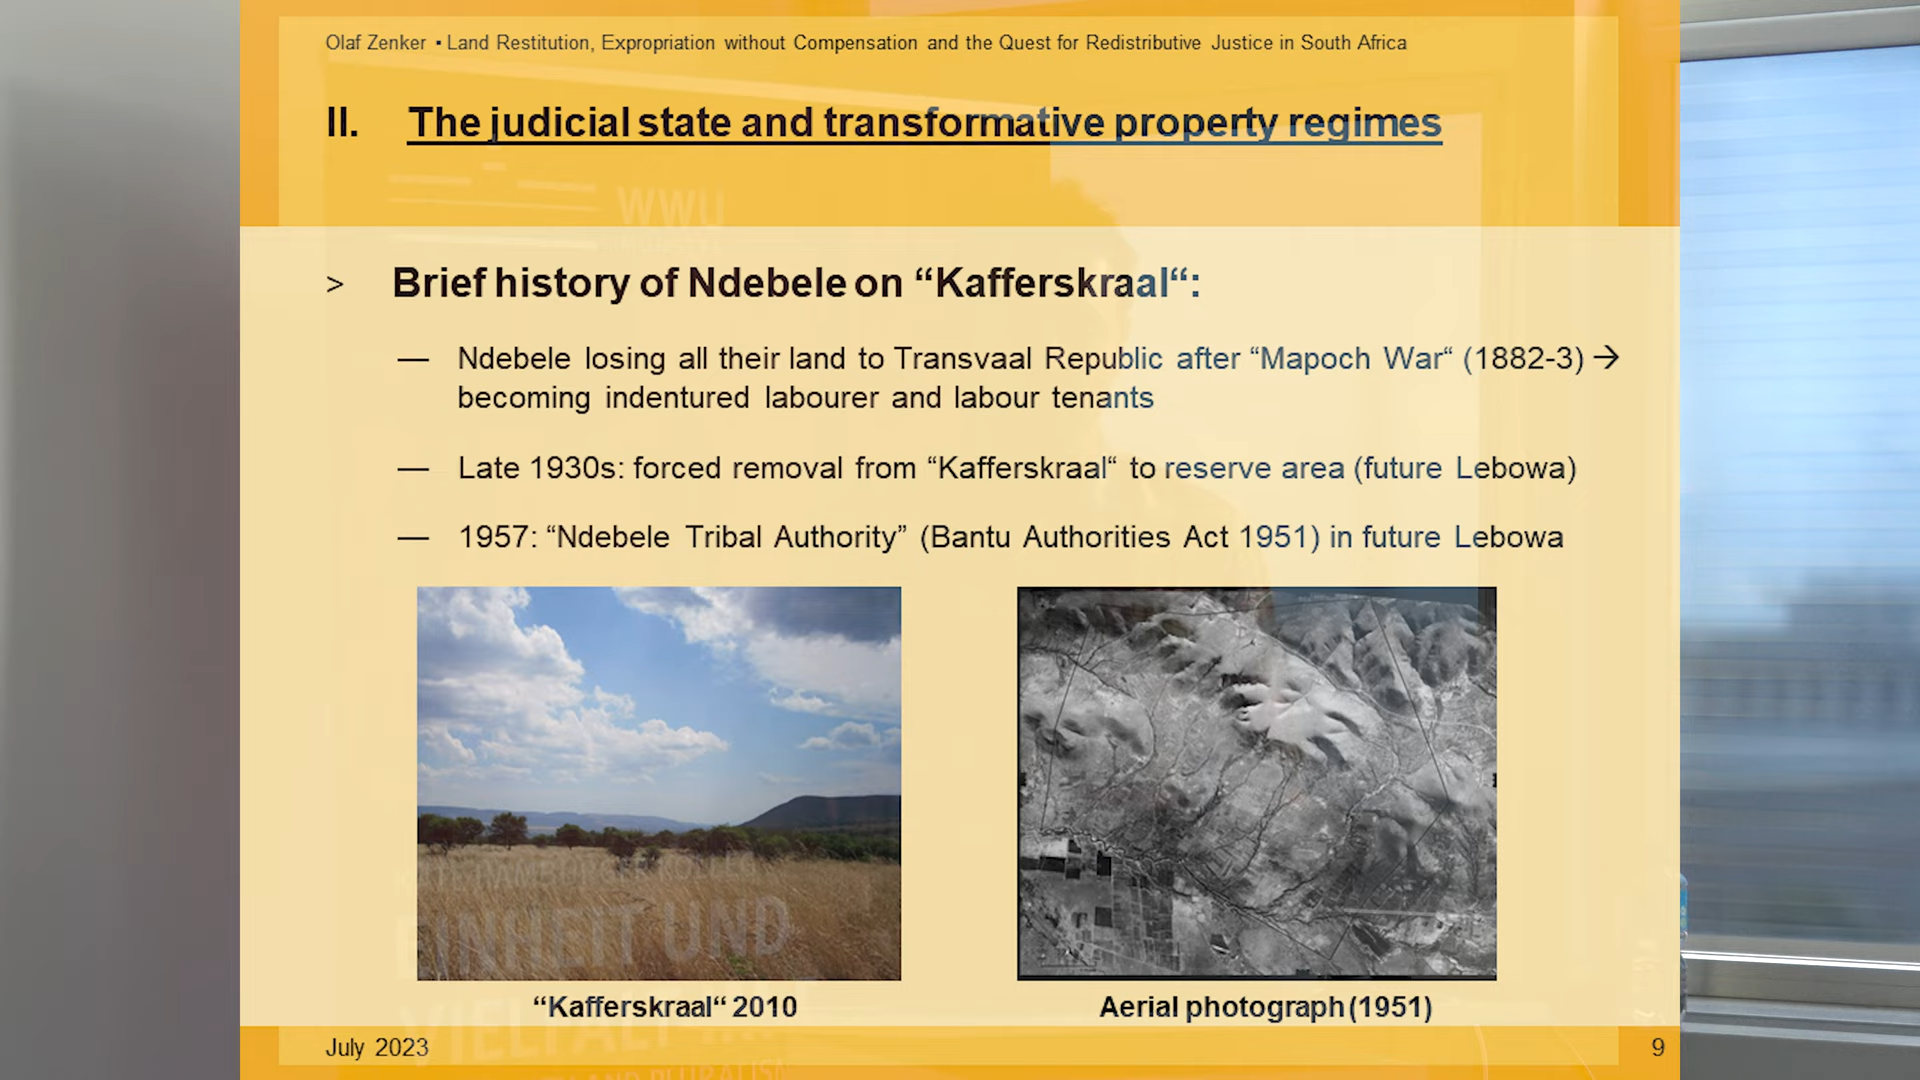 Olaf Zenker ▪ Land Restitution, Expropriation without Compensation and the Quest for Redistributive Justice in South Africa
II. The judicial state and transformative property regimes
WWU
> Brief history of Ndebele on “Kafferskraal“:
— Ndebele losing all their land to Transvaal Republic after “Mapoch War“ (1882-3) →
becoming indentured labourer and labour tenants
— Late 1930s: forced removal from “Kafferskraal“ to reserve area (future Lebowa)
— 1957: “Ndebele Tribal Authority” (Bantu Authorities Act 1951) in future Lebowa
EINHEIT UND
“Kafferskraal“ 2010
Aerial photograph (1951)
July 2023
9